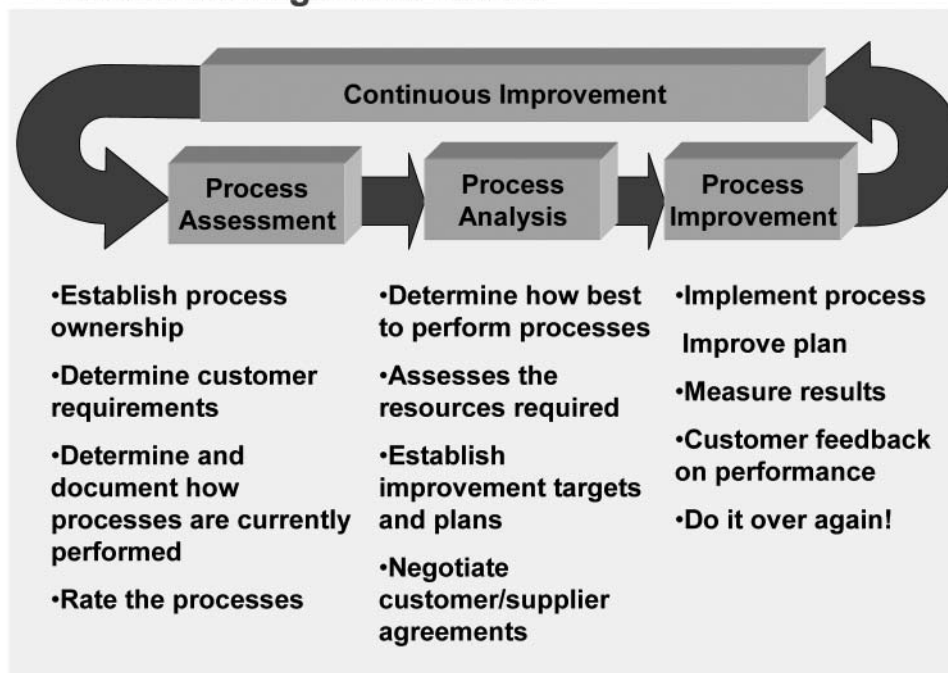 Continuous Improvement
Process
Assessment
Process
Analysis
Process
Improvement
•Establish process
ownership
•Determine customer
requirements
•Determine and
document how
processes are currently
performed
•Rate the processes
•Determine how best
to perform processes
•Assesses the
resources required
•Establish
improvement targets
and plans
•Negotiate
customer/supplier
agreements
•Implement process
Improve plan
•Measure results
•Customer feedback
on performance
•Do it over again!